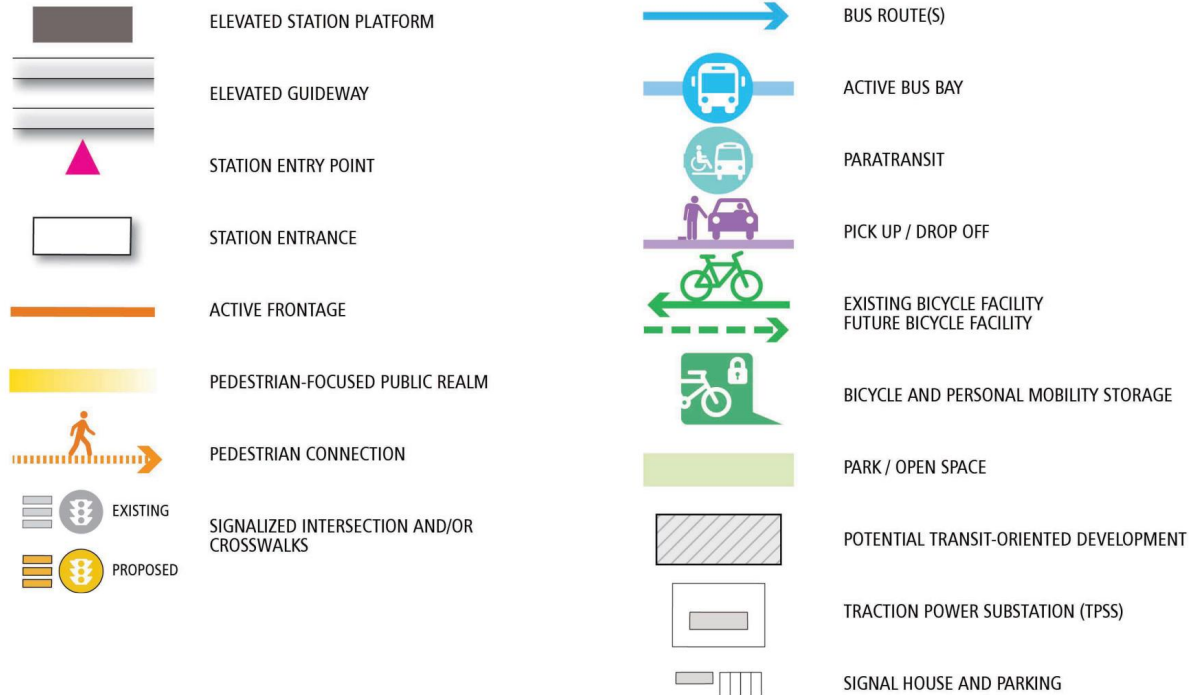 ELEVATED STATION PLATFORM
ELEVATED GUIDEWAY
STATION ENTRY POINT
STATION ENTRANCE
ACTIVE FRONTAGE
PEDESTRIAN-FOCUSED PUBLIC REALM
PEDESTRIAN CONNECTION
EXISTING
SIGNALIZED INTERSECTION AND/OR
CROSSWALKS
PROPOSED
BUS ROUTE(S)
ACTIVE BUS BAY
PARATRANSIT
PICK UP / DROP OFF
EXISTING BICYCLE FACILITY
FUTURE BICYCLE FACILITY
BICYCLE AND PERSONAL MOBILITY STORAGE
PARK / OPEN SPACE
POTENTIAL TRANSIT-ORIENTED DEVELOPMENT
TRACTION POWER SUBSTATION (TPSS)
SIGNAL HOUSE AND PARKING